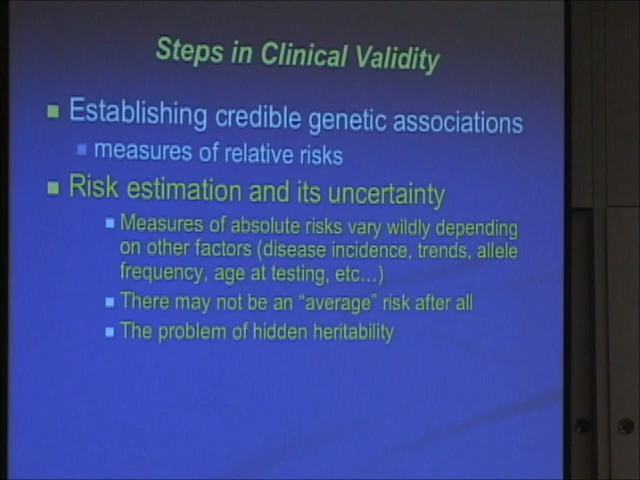 Steps in Clinical Validity
Establishing credible genetic associations
measures of relative risks
Risk estimation and its uncertainty
Measures of absolute risks vary wildly depending
on other factors (disease incidence, trends, allele
frequency, age at testing, etc…)
There may not be an “average” risk after all
The problem of hidden heritability